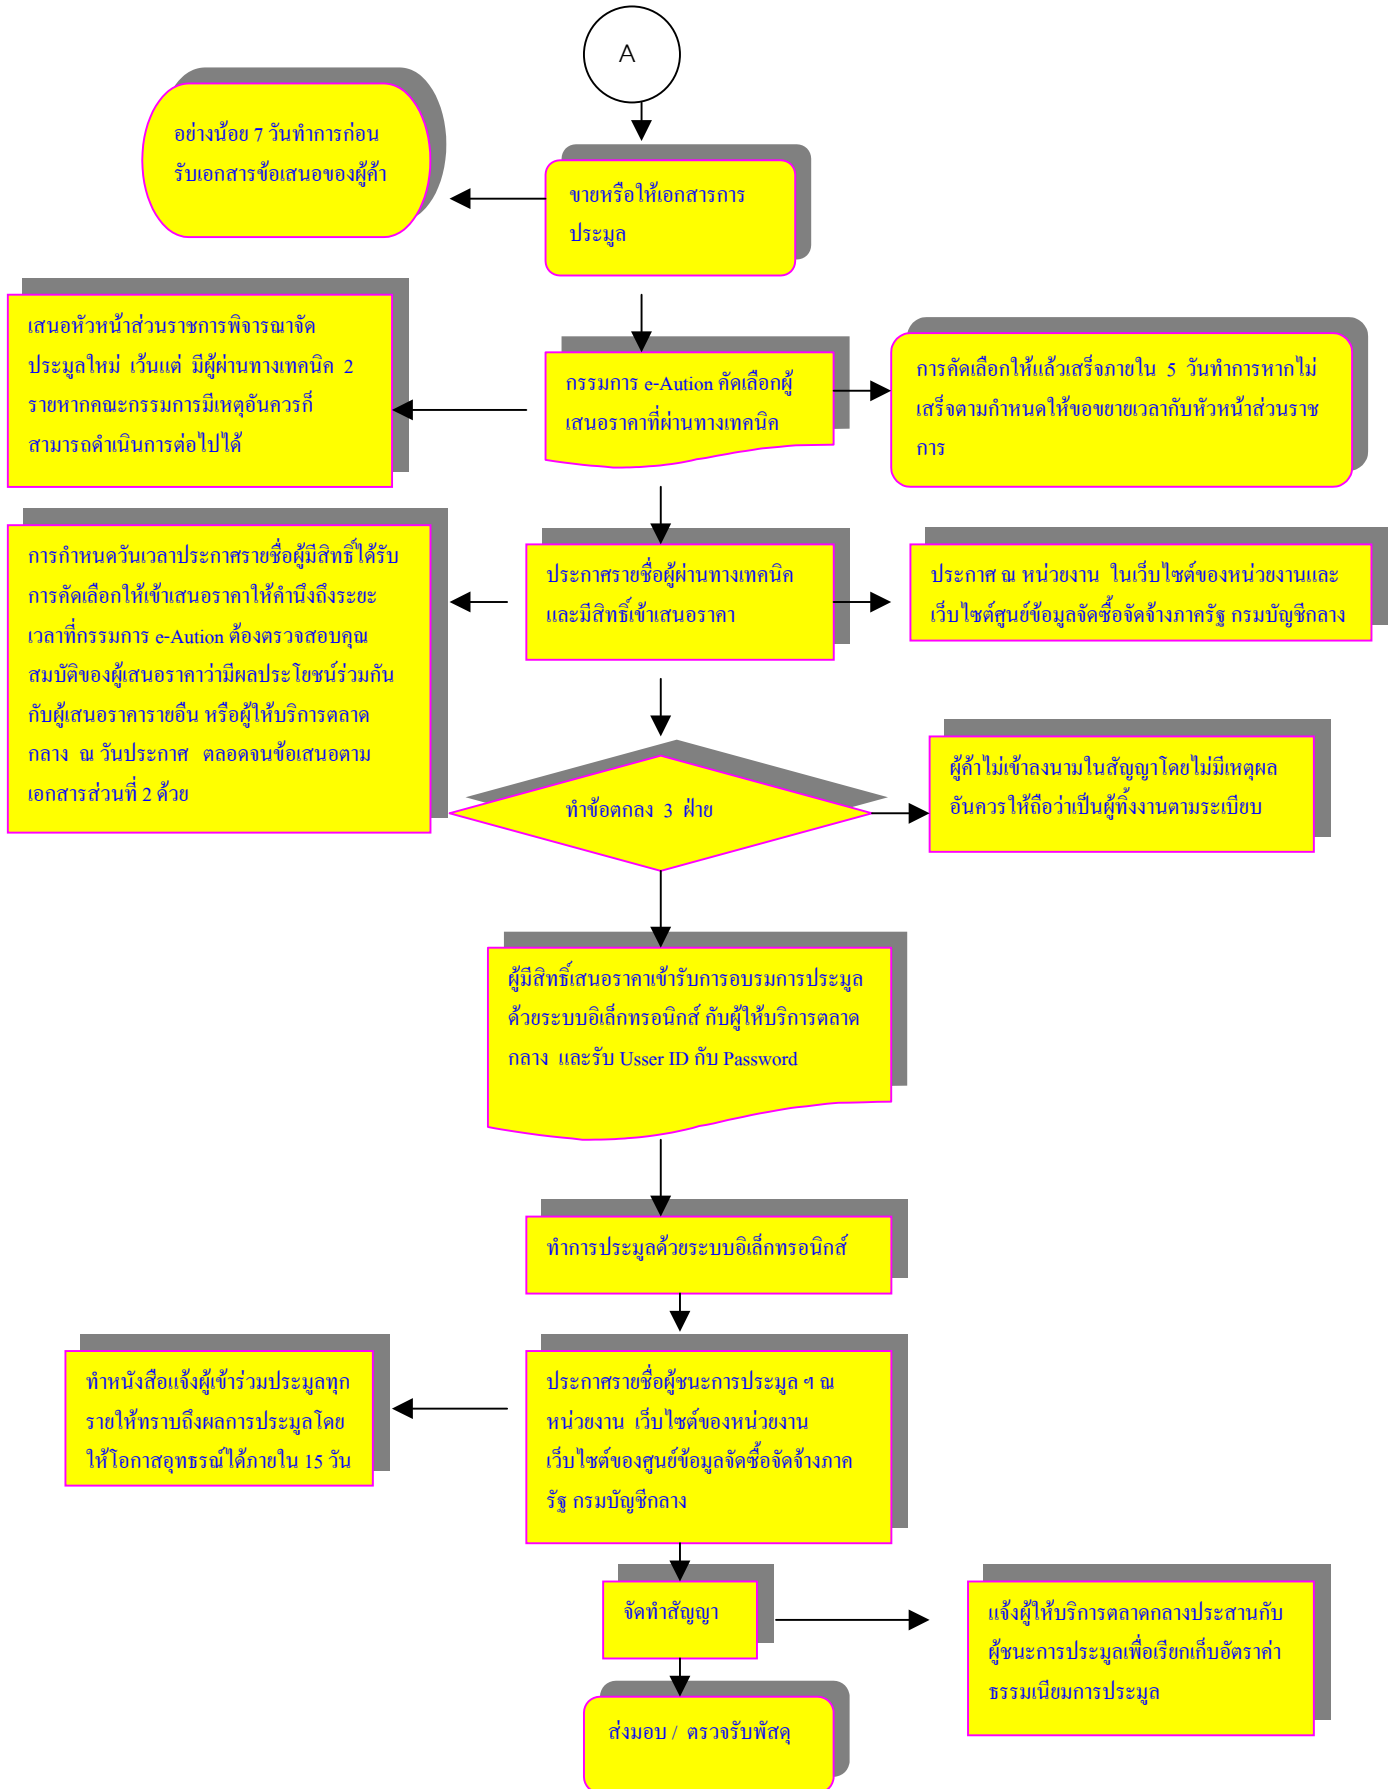 A
อย่างน้อย 7 วันทำการก่อน
รับเอกสารข้อเสนอของผู้ค้า
ขายหรือให้เอกสารการ
ประมูล
เสนอหัวหน้าส่วนราชการพิจารณาจัด
ประมูลใหม่ เว้นแต่ มีผู้ผ่านทางเทคนิค 2
รายหากคณะกรรมการมีเหตุอันควรก็
สามารถดำเนินการต่อไปได้
กรรมการ e-Aution คัดเลือกผู้
เสนอราคาที่ผ่านทางเทคนิค
การคัดเลือกให้แล้วเสร็จภายใน 5 วันทำการหากไม่
เสร็จตามกำหนดให้ขอขยายเวลากับหัวหน้าส่วนราช
การ
การกำหนดวันเวลาประกาศรายชื่อผู้มีสิทธิ์ได้รับ
การคัดเลือกให้เข้าเสนอราคาให้คำนึงถึงระยะ
เวลาที่กรรมการ e-Aution ต้องตรวจสอบคุณ
สมบัติของผู้เสนอราคาว่ามีผลประโยชน์ร่วมกัน
กับผู้เสนอราคารายอื่น หรือผู้ให้บริการตลาด
กลาง ณ วันประกาศ ตลอดจนข้อเสนอตาม
เอกสารส่วนที่ 2 ด้วย
ประกาศรายชื่อผู้ผ่านทางเทคนิค
และมีสิทธิ์เข้าเสนอราคา
ประกาศ ณ หน่วยงาน ในเว็บไซต์ของหน่วยงานและ
เว็บไซต์ศูนย์ข้อมูลจัดซื้อจัดจ้างภาครัฐ กรมบัญชีกลาง
ทำข้อตกลง 3 ฝ่าย
ผู้ค้าไม่เข้าลงนามในสัญญาโดยไม่มีเหตุผล
อันควรให้ถือว่าเป็นผู้ทิ้งงานตามระเบียบ
ผู้มีสิทธิ์เสนอราคาเข้ารับการอบรมการประมูล
ด้วยระบบอิเล็กทรอนิกส์ กับผู้ให้บริการตลาด
กลาง และรับ Usser ID กับ Password
ทำการประมูลด้วยระบบอิเล็กทรอนิกส์
ทำหนังสือแจ้งผู้เข้าร่วมประมูลทุก
รายให้ทราบถึงผลการประมูลโดย
ให้โอกาสอุทธรณ์ได้ภายใน 15 วัน
ประกาศรายชื่อผู้ชนะการประมูล ฯ ณ
หน่วยงาน เว็บไซต์ของหน่วยงาน
เว็บไซต์ของศูนย์ข้อมูลจัดซื้อจัดจ้างภาค
รัฐ กรมบัญชีกลาง
จัดทำสัญญา
แจ้งผู้ให้บริการตลาดกลางประสานกับ
ผู้ชนะการประมูลเพื่อเรียกเก็บอัตราค่า
ธรรมเนียมการประมูล
ส่งมอบ / ตรวจรับพัสดุ